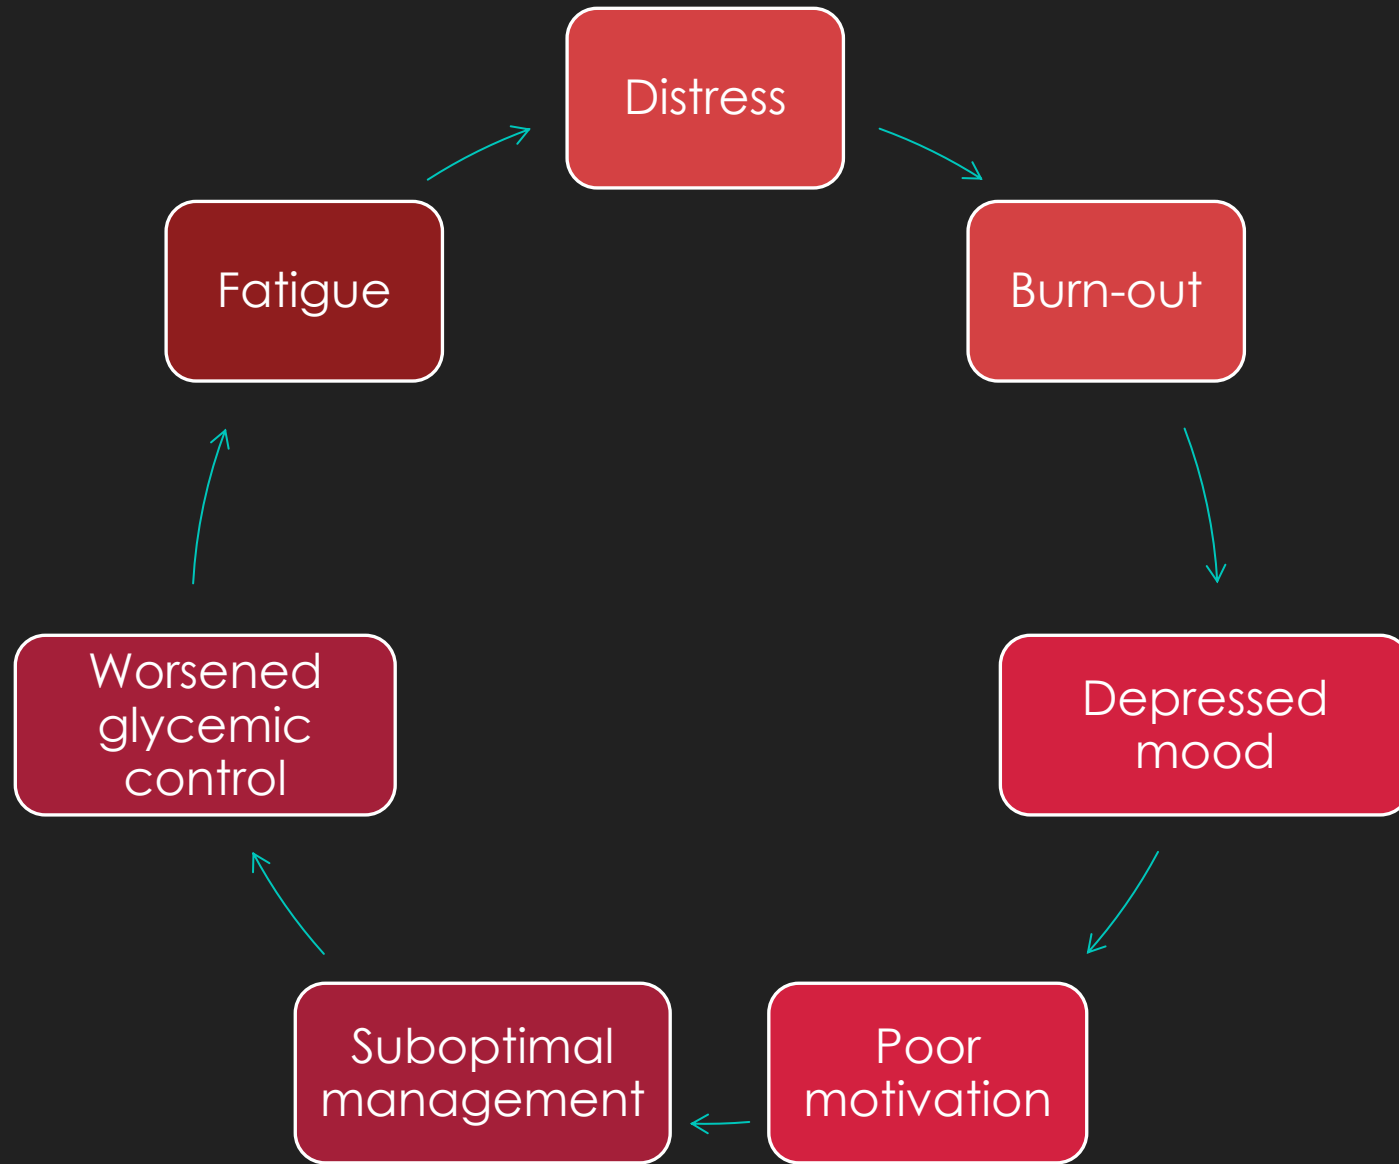 Distress
Burn-out
Depressed
mood
Poor
motivation
Suboptimal
management
Worsened
glycemic
control
Fatigue